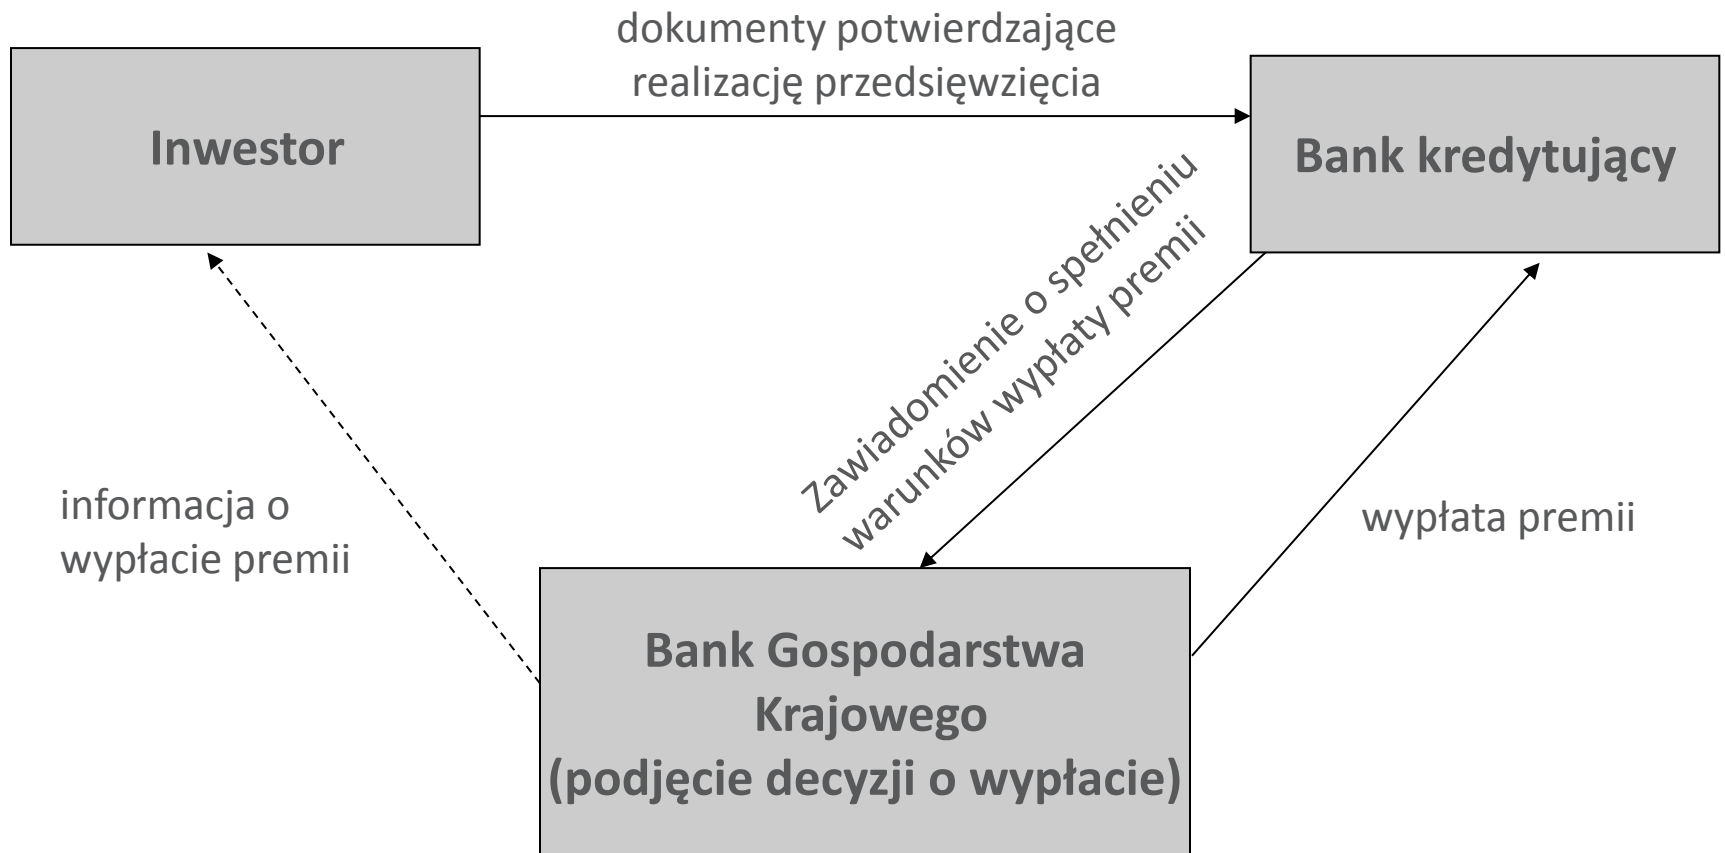 dokumenty potwierdzające
realizację przedsięwzięcia
Inwestor
Bank kredytujący
Zawiadomienie o spełnieniu
warunków wypłaty premii
informacja o
wypłacie premii
wypłata premii
Bank Gospodarstwa
Krajowego
(podjęcie decyzji o wypłacie)